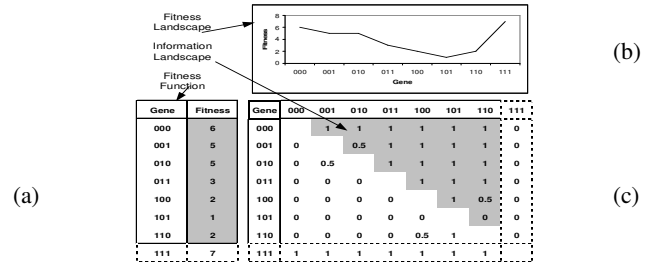 Fitness
Landscape
Information
Landscape
Fitness
Function
Fitness
8
6
4
2
0
000 001 010 011 100 101 110 111
Gene
(b)
Gene Fitness
000 6
001 5
010 5
011 3
100 2
101 1
110 2
111 7
(a)
Gene 000 001 010 011 100 101 110 111
000 1 1 1 1 1 1 0
001 0 0.5 1 1 1 1 0
010 0 0.5 1 1 1 1 0
011 0 0 0 1 1 1 0
100 0 0 0 0 1 0.5 0
101 0 0 0 0 0 0 0
110 0 0 0 0 0.5 1 0
111 1 1 1 1 1 1 1
(c)